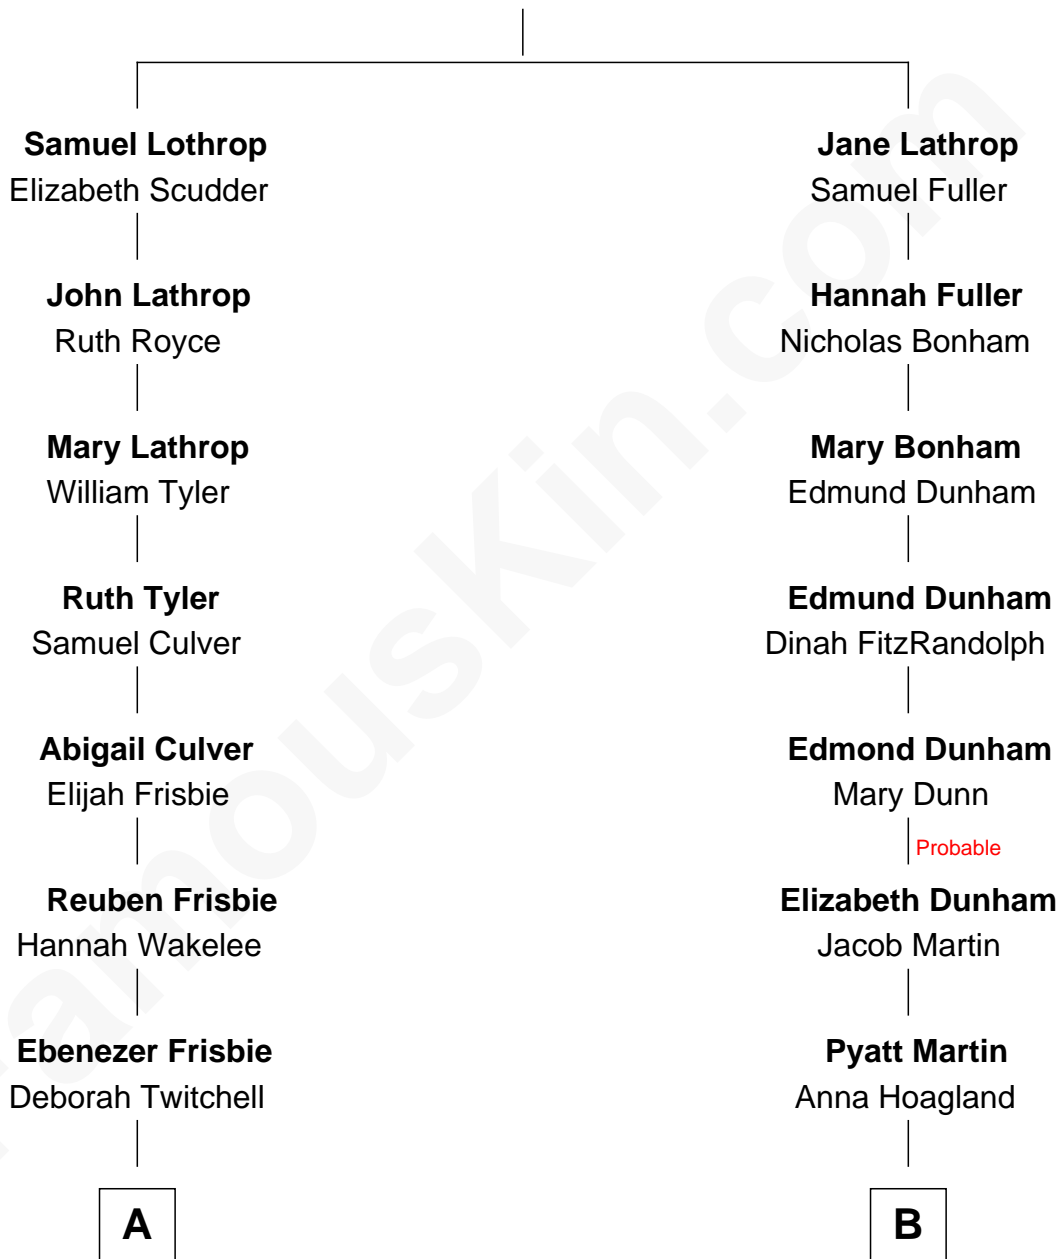 Samuel Lothrop
Elizabeth Scudder
John Lathrop
Ruth Royce
Mary Lathrop
William Tyler
Ruth Tyler
Samuel Culver
Abigail Culver
Elijah Frisbie
Reuben Frisbie
Hannah Wakelee
Ebenezer Frisbie
Deborah Twitchell
A
Jane Lathrop
Samuel Fuller
Hannah Fuller
Nicholas Bonham
Mary Bonham
Edmund Dunham
Edmund Dunham
Dinah FitzRandolph
Edmond Dunham
Mary Dunn
Probable
Elizabeth Dunham
Jacob Martin
Pyatt Martin
Anna Hoagland
B
FamousKin.com